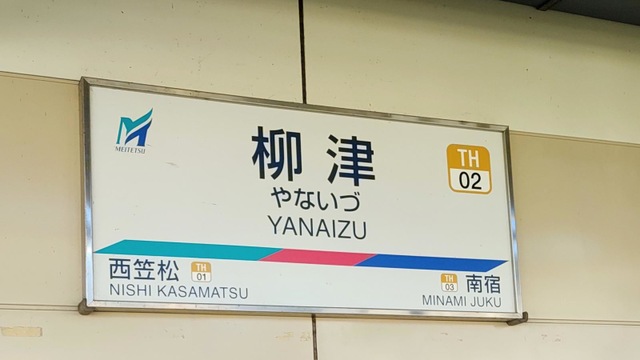 MEITETSU
柳津
やないづ
YANAIZU
TH
02
西笠松
TH
01
NISHI KASAMATSU
TH
03
南宿
MINAMI JUKU